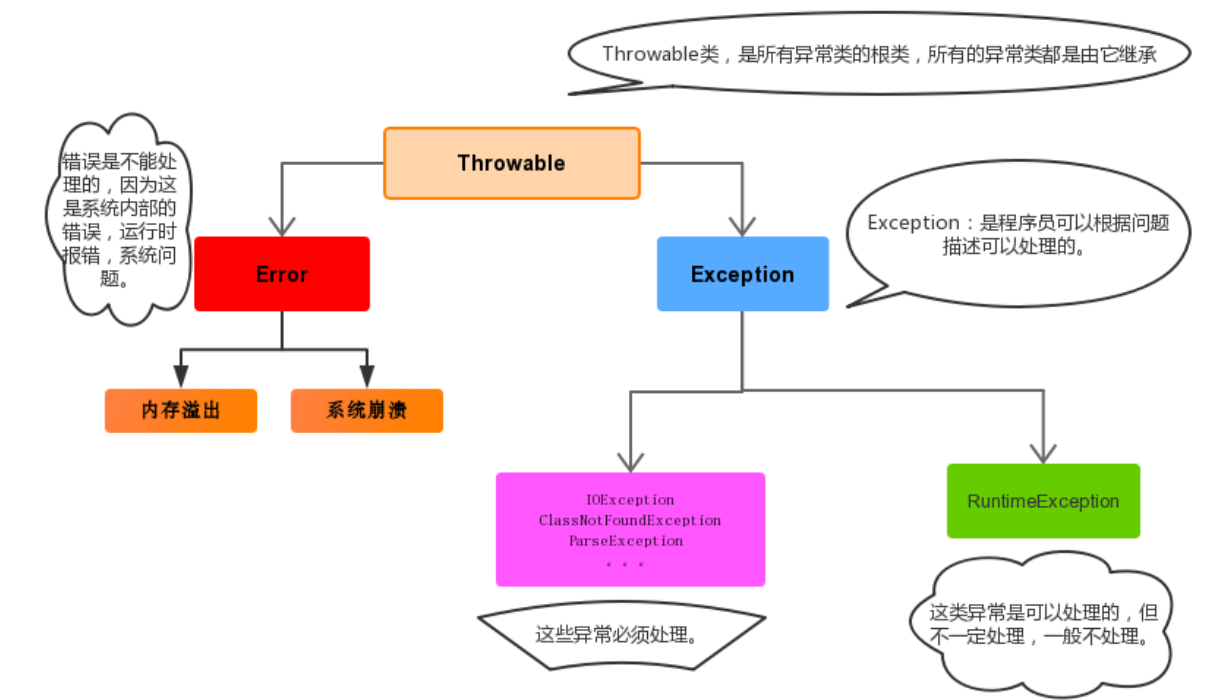 Throwable类，是所有异常类的根类，所有的异常类都是由它继承
Throwable
错误是不能处
理的，因为这
是系统内部的
错误，运行时
报错，系统问
题。
Error
Exception
Exception：是程序员可以根据问题
描述可以处理的。
内存溢出
系统崩溃
IOException
ClassNotFoundException
ParseException
。。。
RuntimeException
这些异常必须处理。
这类异常是可以处理的，但
不一定处理，一般不处理。